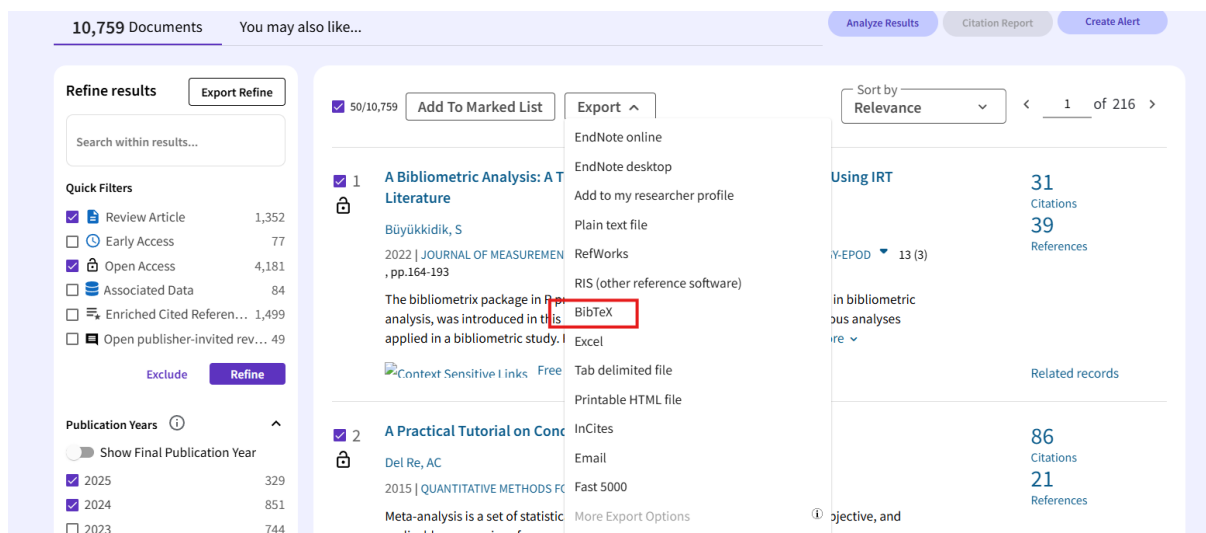 10,759 Documents You may also like...
Analyze Results Citation Report Create Alert
Refine results Export Refine
Search within results...
Quick Filters
Review Article 1,352
Early Access 77
Open Access 4,181
Associated Data 84
Enriched Cited Referen... 1,499
Open publisher-invited rev... 49
Exclude Refine
Publication Years
Show Final Publication Year
2025 329
2024 851
2023 744
50/10,759 Add To Marked List Export
Sort by
Relevance
1 of 216
EndNote online
EndNote desktop
Add to my researcher profile
Plain text file
RefWorks
RIS (other reference software)
BibTeX
Excel
Tab delimited file
Printable HTML file
InCites
Email
Fast 5000
More Export Options
1 A Bibliometric Analysis: A T Using IRT
Literature
Büyükkidik, S
2022 | JOURNAL OF MEASUREMEN Y-EPOD 13 (3)
, pp.164-193
The bibliometrix package in R p in bibliometric
analysis, was introduced in this ous analyses
applied in a bibliometric study.
Context Sensitive Links Free
31
Citations
39
References
Related records
2 A Practical Tutorial on Cond
Del Re, AC
2015 | QUANTITATIVE METHODS FO
Meta-analysis is a set of statistic bjective, and
86
Citations
21
References